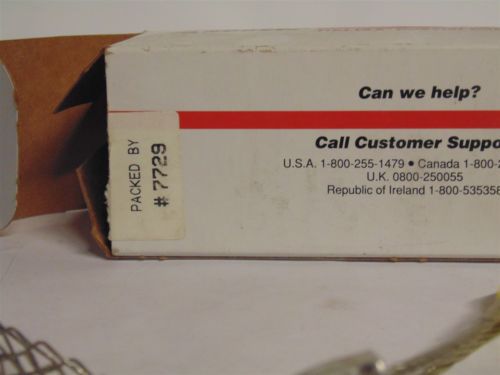 Can we help?
Call Customer Suppo
U.S.A. 1-800-255-1479 • Canada 1-800-2
U.K. 0800-250055
Republic of Ireland 1-800-535358
PACKED BY
# 7729